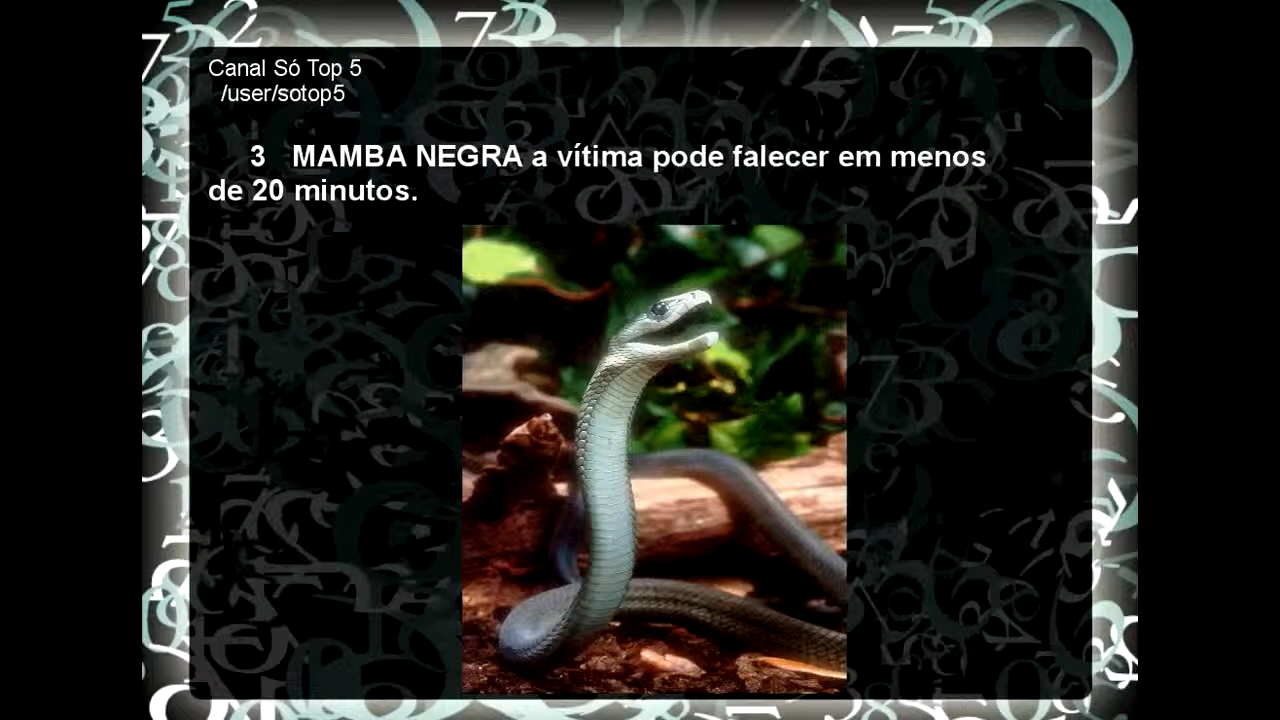 Canal Só Top 5
/user/sotop5
3 MAMBA NEGRA a vítima pode falecer em menos
de 20 minutos.